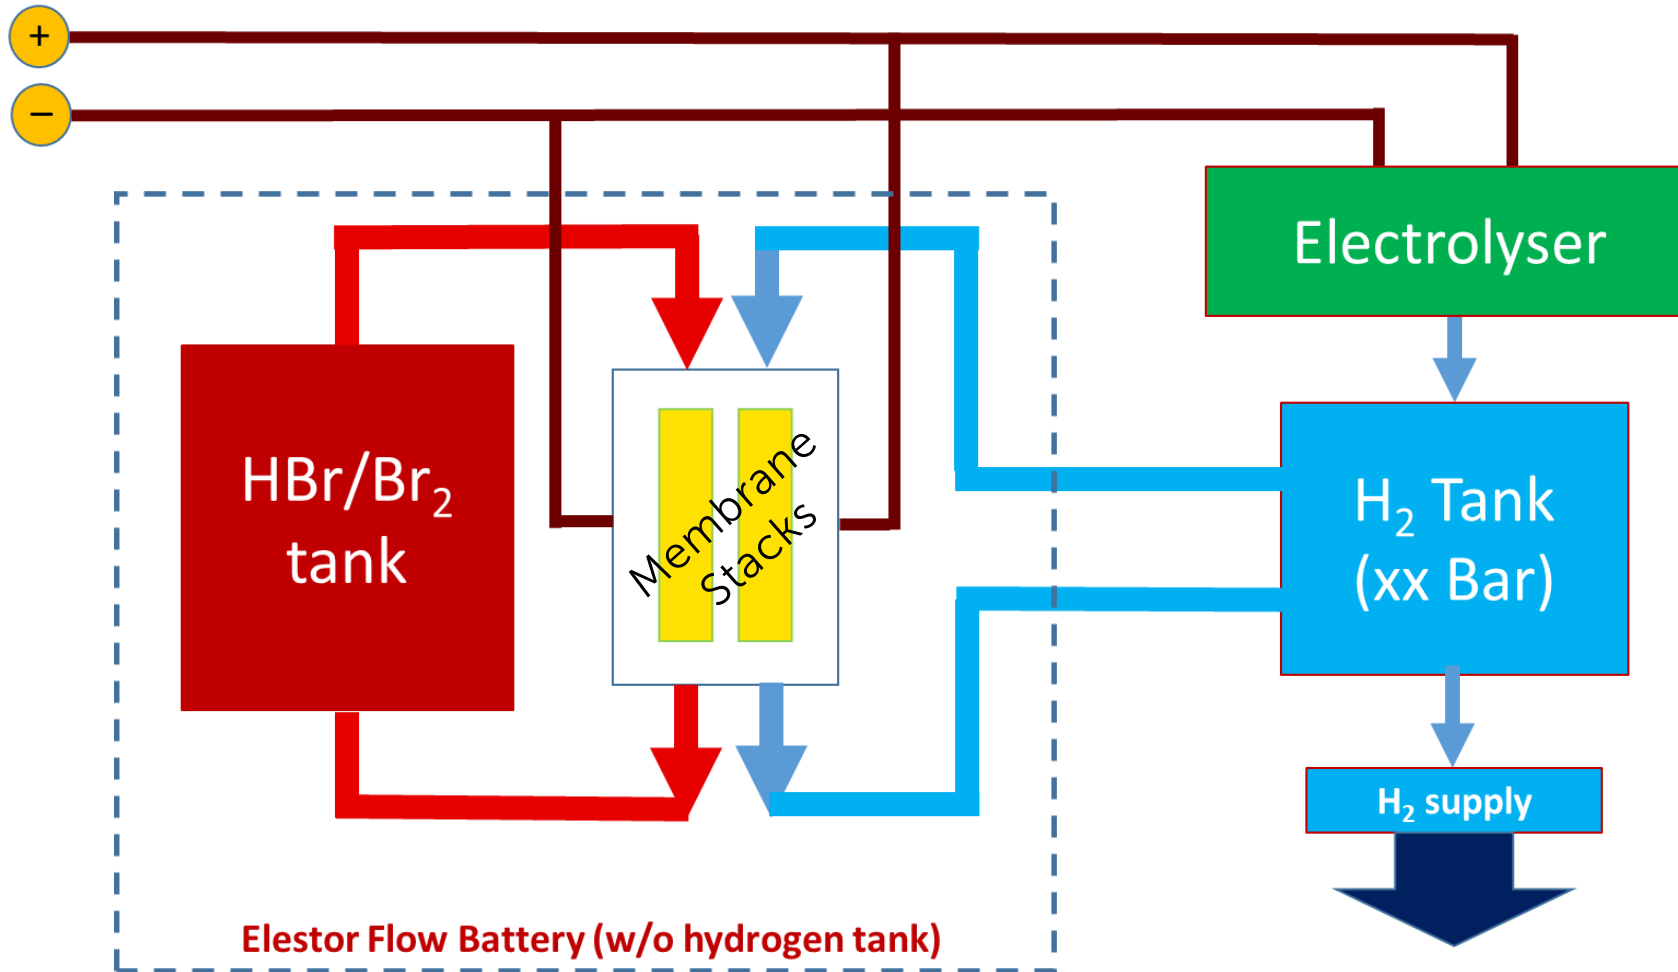 +
−
Electrolyser
HBr/Br₂
tank
Membrane
Stacks
H₂ Tank
(xx Bar)
H₂ supply
Elestor Flow Battery (w/o hydrogen tank)